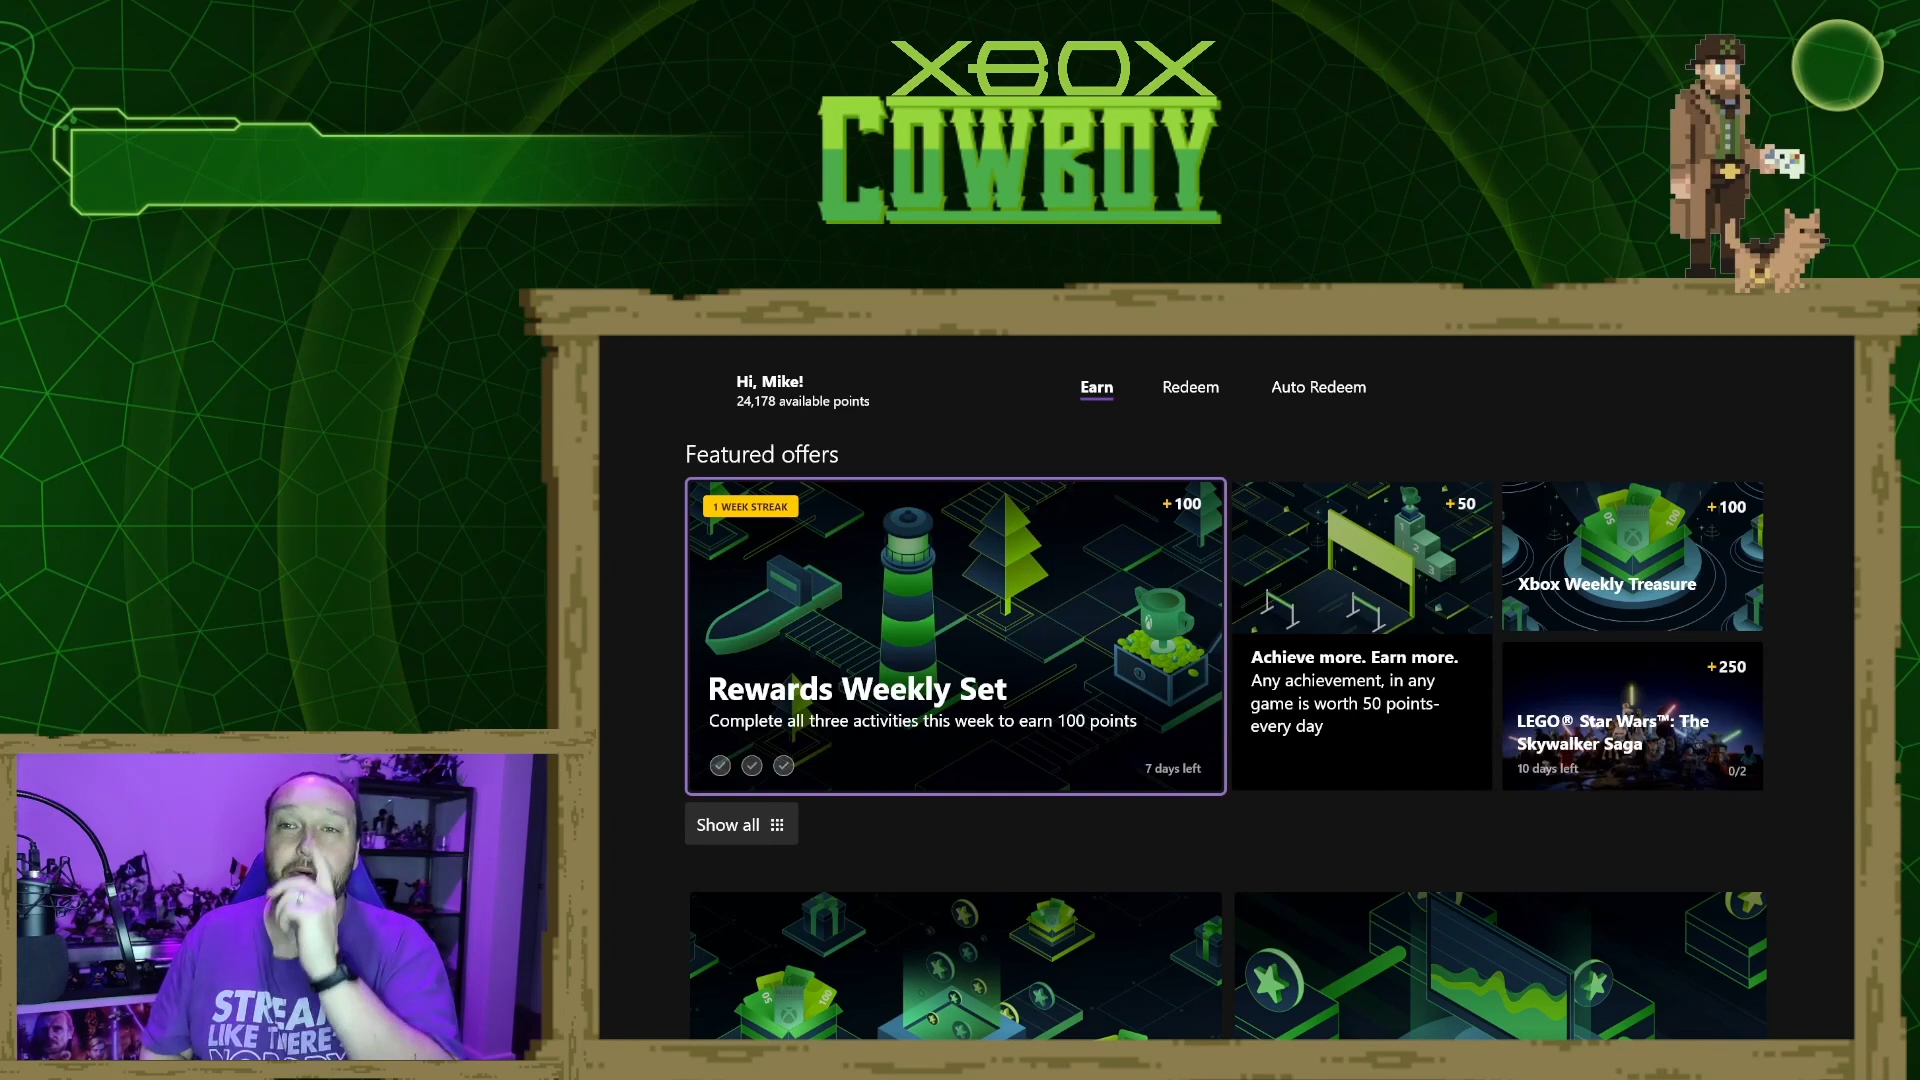 XBOX
COWBOY
Hi, Mike!
24,178 available points
Earn
Redeem
Auto Redeem
Featured offers
1 WEEK STREAK
+100
Rewards Weekly Set
Complete all three activities this week to earn 100 points
7 days left
+50
Achieve more. Earn more.
Any achievement, in any
game is worth 50 points-
every day
+100
Xbox Weekly Treasure
+250
LEGO® Star Wars™: The
Skywalker Saga
10 days left
0/2
Show all
STREAM
LIKE THERE'S
NOBODY